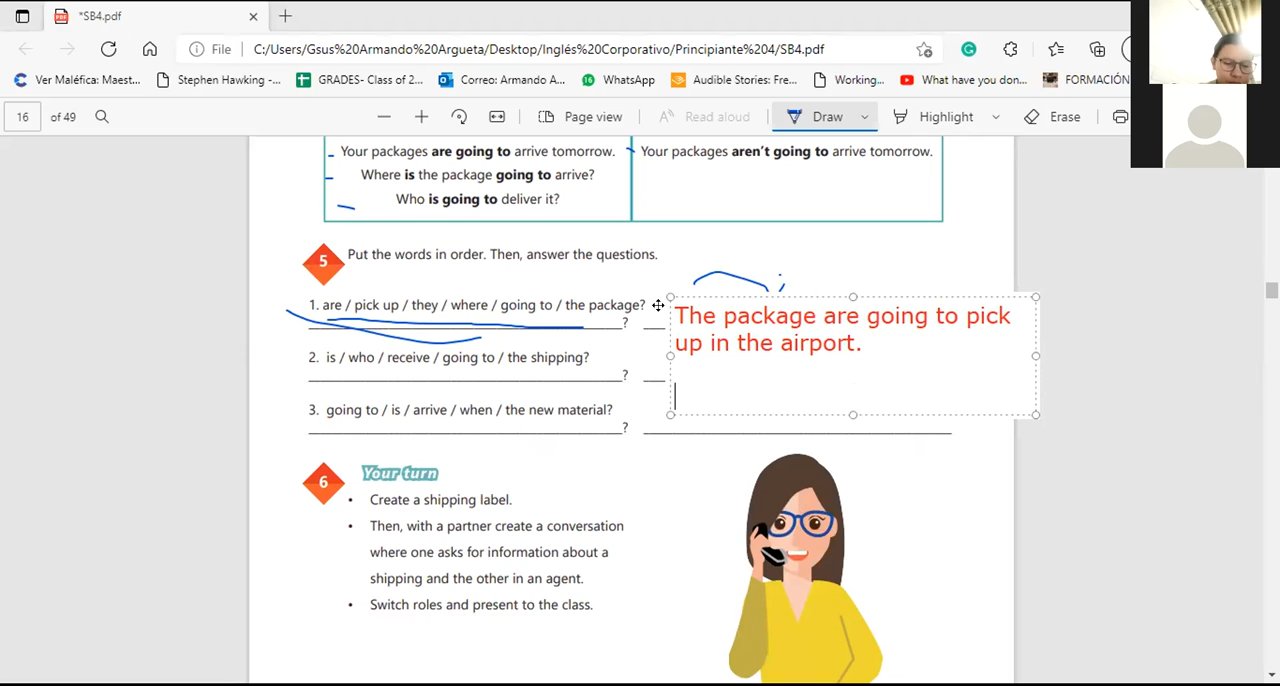 *SB4.pdf
File
C:/Users/Gsus%20Armando%20Argueta/Desktop/Inglés%20Corporativo/Principiante%204/SB4.pdf
Ver Maléfica: Maest...
Stephen Hawking -...
GRADES- Class of 2...
Correo: Armando A...
WhatsApp
Audible Stories: Fre...
Working...
What have you don...
FORMACIÓN
16 of 49
Page view
Read aloud
Draw
Highlight
Erase
Your packages are going to arrive tomorrow.
Your packages aren't going to arrive tomorrow.
Where is the package going to arrive?
Who is going to deliver it?
5 Put the words in order. Then, answer the questions.
1. are / pick up / they / where / going to / the package?
____?
The package are going to pick
up in the airport.
2. is / who / receive / going to / the shipping?
____?
3. going to / is / arrive / when / the new material?
____?
6 Your turn
• Create a shipping label.
• Then, with a partner create a conversation
where one asks for information about a
shipping and the other in an agent.
• Switch roles and present to the class.